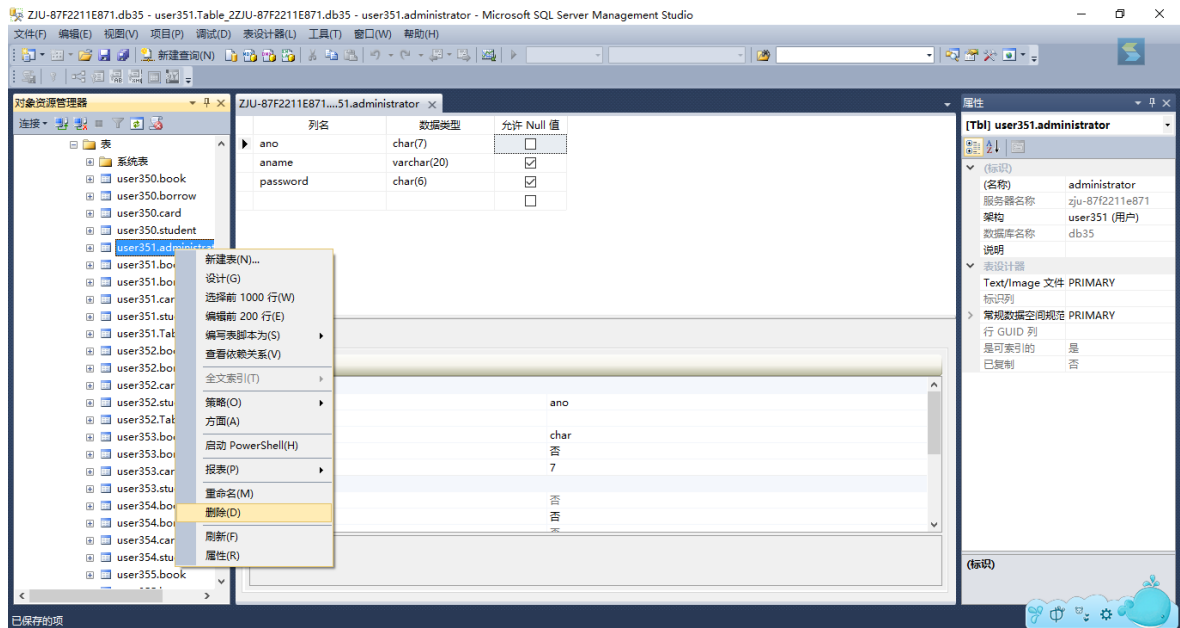 ZJU-87F2211E871.db35 - user351.Table_2ZJU-87F2211E871.db35 - user351.administrator - Microsoft SQL Server Management Studio
文件(F) 编辑(E) 视图(V) 项目(P) 调试(D) 表设计器(L) 工具(T) 窗口(W) 帮助(H)
新建查询(N)
对象资源管理器
连接
表
系统表
user350.book
user350.borrow
user350.card
user350.student
user351.administrat
user351.bo
user351.bor
user351.car
user351.stu
user351.Tab
user352.bo
user352.bor
user352.car
user352.stu
user352.Tab
user353.bo
user353.bor
user353.car
user353.stu
user354.bo
user354.bor
user354.car
user354.stu
user355.book
新建表(N)...
设计(G)
选择前 1000 行(W)
编辑前 200 行(E)
编写表脚本为(S)
查看依赖关系(V)
全文索引(T)
策略(O)
方面(A)
启动 PowerShell(H)
报表(P)
重命名(M)
删除(D)
刷新(F)
属性(R)
ZJU-87F2211E871....51.administrator
列名 数据类型 允许 Null 值
ano char(7)
aname varchar(20)
password char(6)
ano
char
否
7
否
否
属性
[Tbl] user351.administrator
(标识)
(名称) administrator
服务器名称 zju-87f2211e871
架构 user351 (用户)
数据库名称 db35
说明
表设计器
Text/Image 文件 PRIMARY
标识列
常规数据空间规范 PRIMARY
行 GUID 列
是可索引的 是
已复制 否
(标识)
中
已保存的项